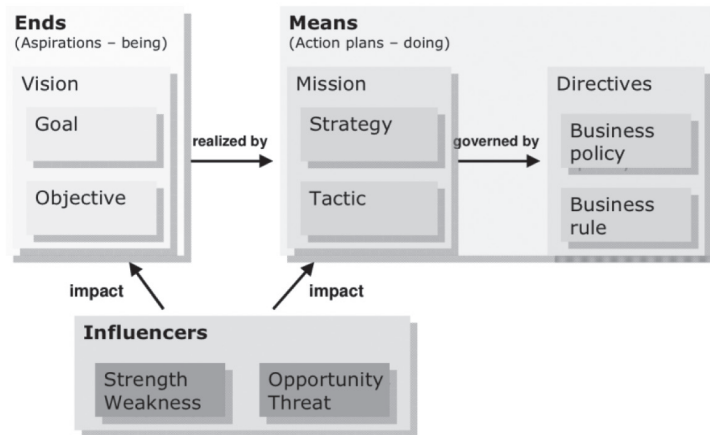 Ends
(Aspirations – being)
Vision
Goal
Objective
realized by
Means
(Action plans – doing)
Mission
Strategy
Tactic
governed by
Directives
Business
policy
Business
rule
impact
impact
Influencers
Strength
Weakness
Opportunity
Threat